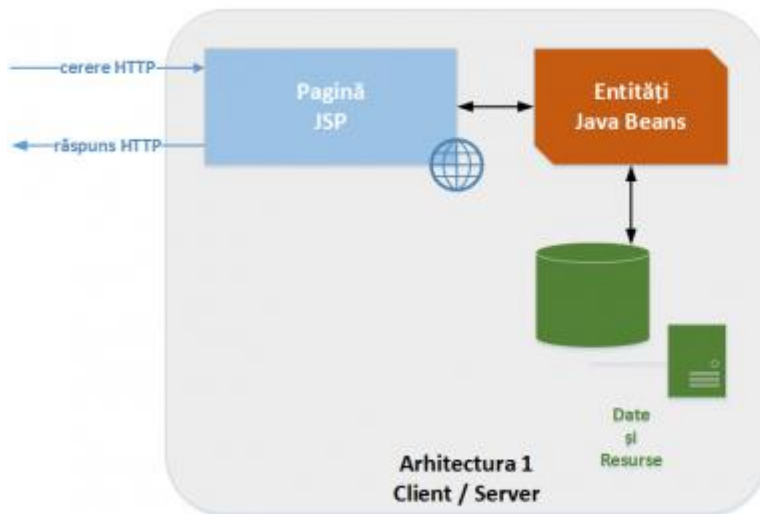 cerere HTTP
răspuns HTTP
Pagină
JSP
Entități
Java Beans
Date
și
Resurse
Arhitectura 1
Client / Server